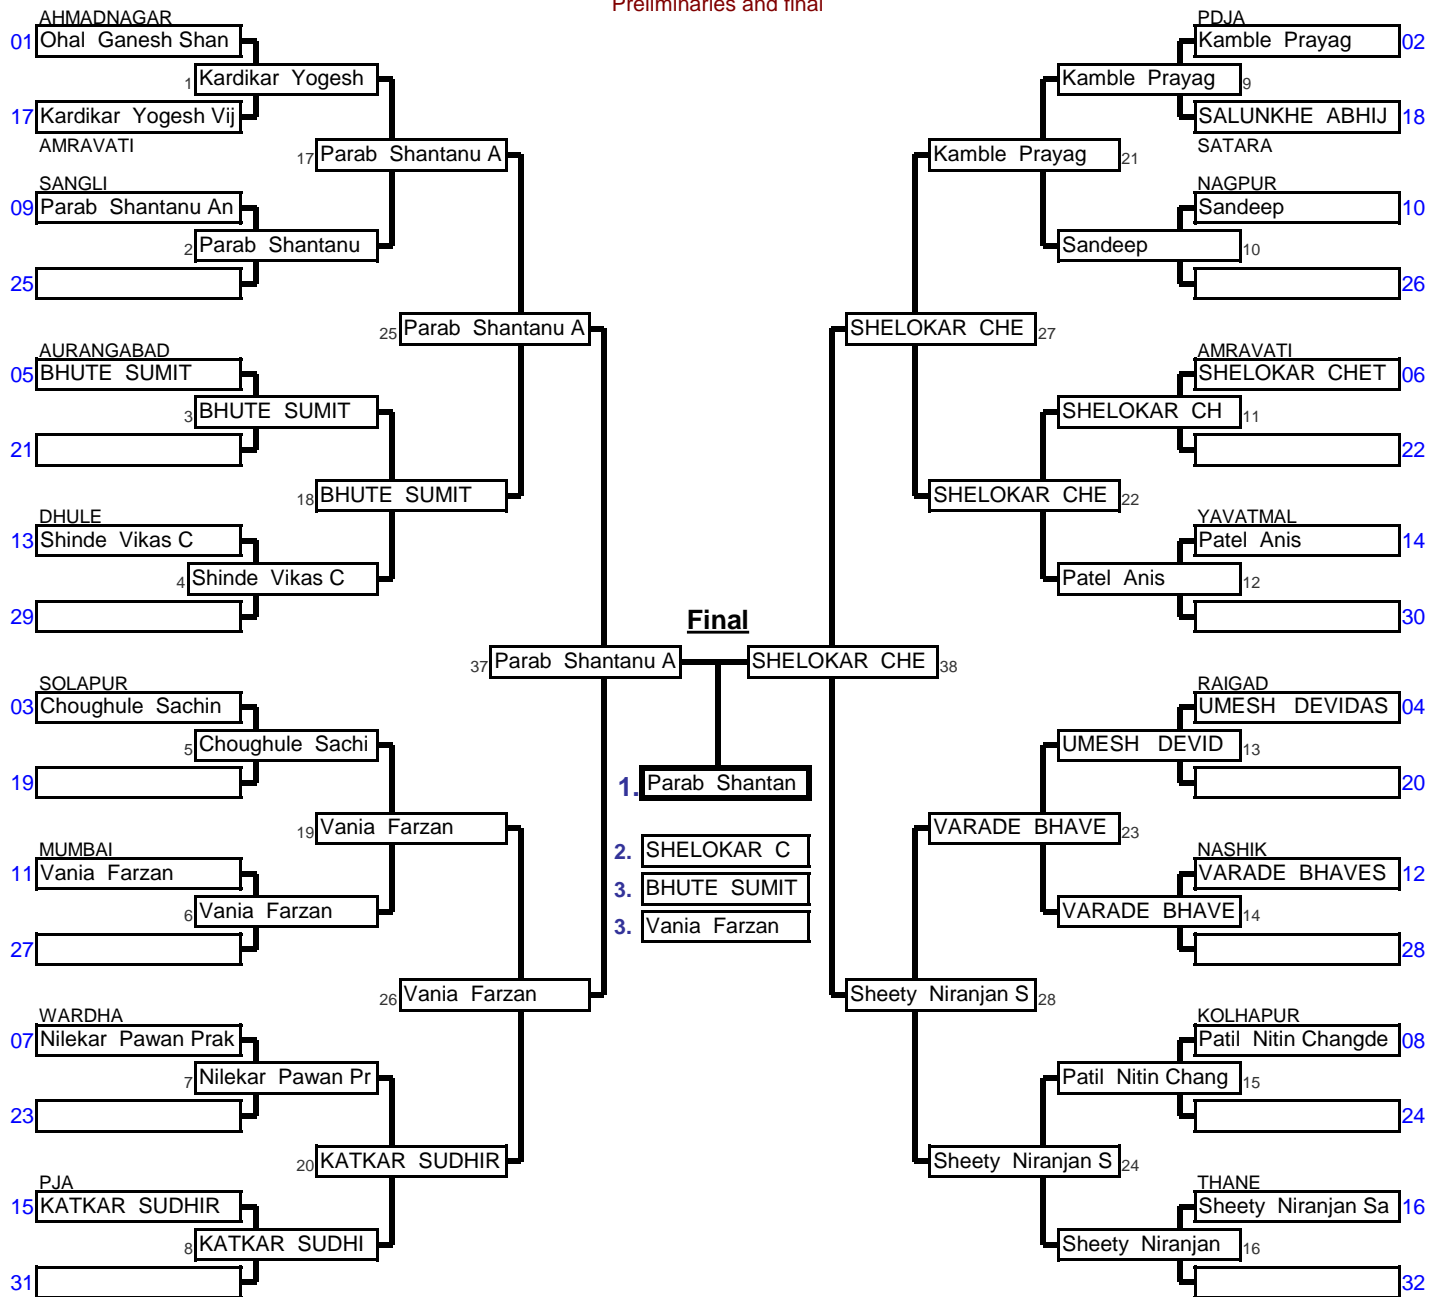 Preliminaries and final
AHMADNAGAR
01 Ohal Ganesh Shan
1 Kardikar Yogesh
17 Kardikar Yogesh Vij
AMRAVATI
17 Parab Shantanu A
SANGLI
09 Parab Shantanu An
2 Parab Shantanu
25
25 Parab Shantanu A
AURANGABAD
05 BHUTE SUMIT
3 BHUTE SUMIT
21
18 BHUTE SUMIT
DHULE
13 Shinde Vikas C
4 Shinde Vikas C
29
37 Parab Shantanu A
SOLAPUR
03 Choughule Sachin
5 Choughule Sachi
19
19 Vania Farzan
MUMBAI
11 Vania Farzan
6 Vania Farzan
27
26 Vania Farzan
WARDHA
07 Nilekar Pawan Prak
7 Nilekar Pawan Pr
23
20 KATKAR SUDHIR
PJA
15 KATKAR SUDHIR
8 KATKAR SUDHI
31
Final
1. Parab Shantan
2. SHELOKAR C
3. BHUTE SUMIT
3. Vania Farzan
PDJA
Kamble Prayag 02
Kamble Prayag 9
SALUNKHE ABHIJ 18
SATARA
Kamble Prayag 21
NAGPUR
Sandeep 10
Sandeep 10
26
SHELOKAR CHE 27
AMRAVATI
SHELOKAR CHET 06
SHELOKAR CH 11
22
SHELOKAR CHE 22
YAVATMAL
Patel Anis 14
Patel Anis 12
30
SHELOKAR CHE 38
RAIGAD
UMESH DEVIDAS 04
UMESH DEVID 13
20
VARADE BHAVE 23
NASHIK
VARADE BHAVES 12
VARADE BHAVE 14
28
Sheety Niranjan S 28
KOLHAPUR
Patil Nitin Changde 08
Patil Nitin Chang 15
24
Sheety Niranjan S 24
THANE
Sheety Niranjan Sa 16
Sheety Niranjan 16
32